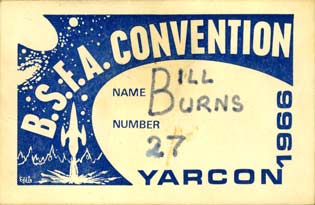 B.S.F.A. CONVENTION
NAME BILL BURNS
NUMBER 27
YARCON 1966